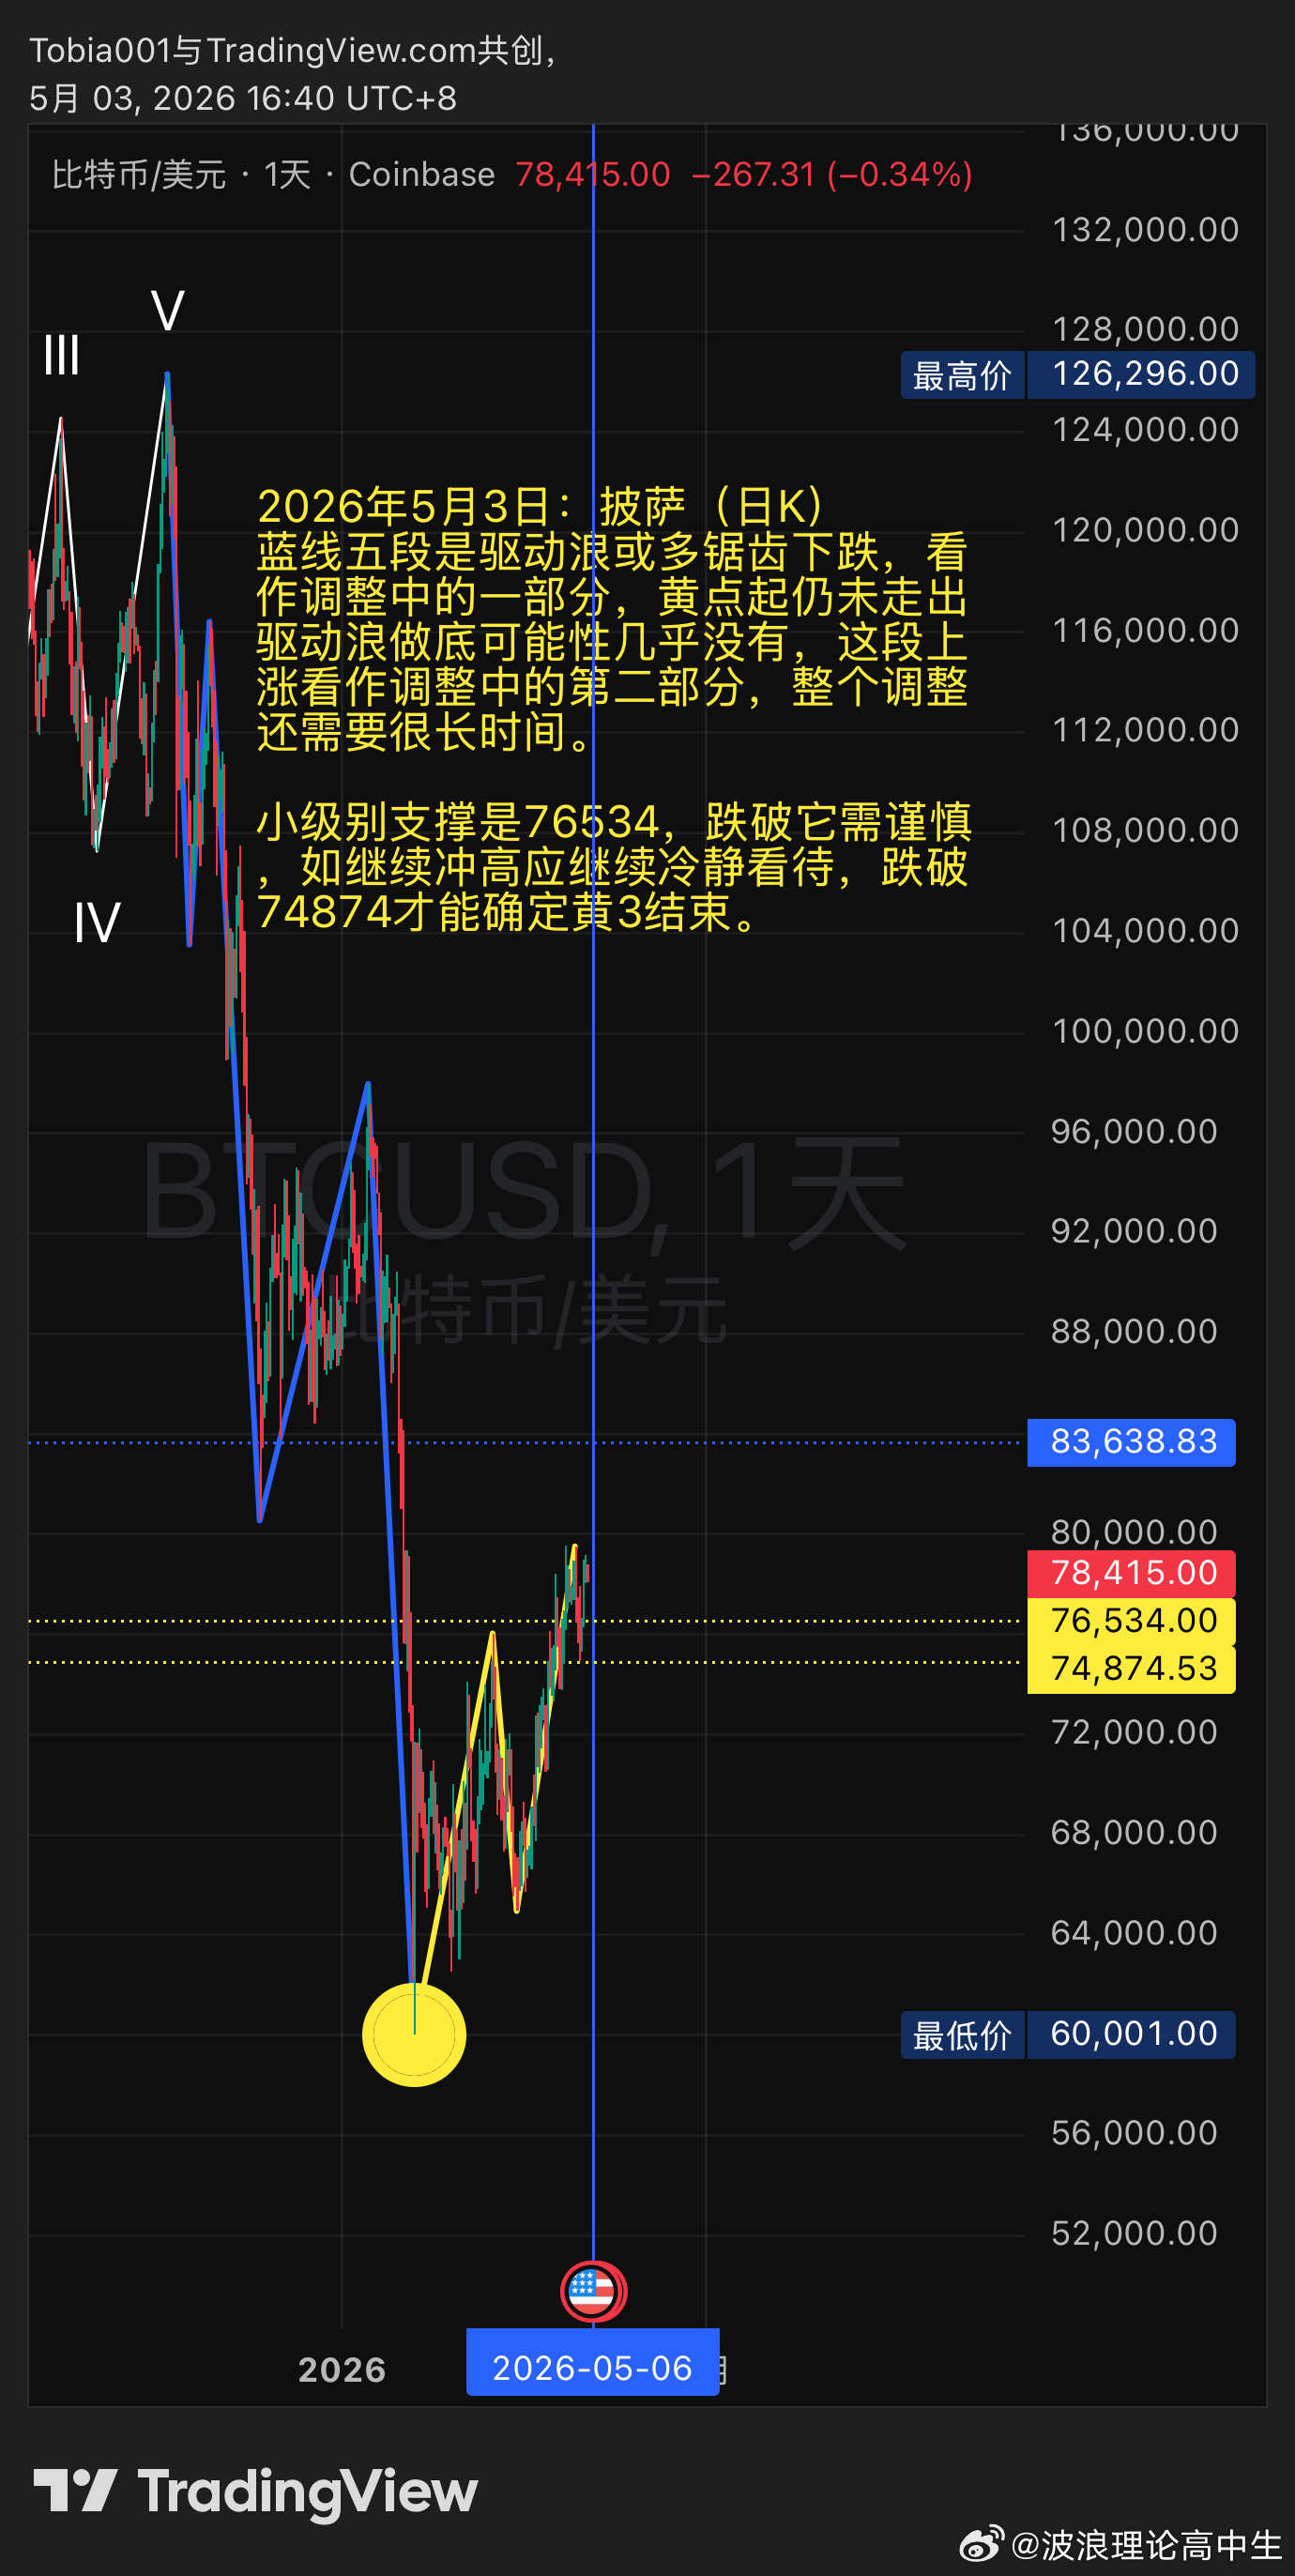 Tobia001与TradingView.com共创，
5月 03, 2026 16:40 UTC+8
136,000.00
比特币/美元 · 1天 · Coinbase 78,415.00 −267.31 (−0.34%)
132,000.00
V
128,000.00
III
最高价 126,296.00
124,000.00
2026年5月3日：披萨（日K）
120,000.00
蓝线五段是驱动浪或多锯齿下跌，看
作调整中的一部分，黄点起仍未走出
116,000.00
驱动浪做底可能性几乎没有，这段上
涨看作调整中的第二部分，整个调整
还需要很长时间。
112,000.00
小级别支撑是76534，跌破它需谨慎
108,000.00
，如继续冲高应继续冷静看待，跌破
74874才能确定黄3结束。
IV
104,000.00
100,000.00
96,000.00
BTCUSD, 1天
92,000.00
比特币/美元
88,000.00
83,638.83
80,000.00
78,415.00
76,534.00
74,874.53
72,000.00
68,000.00
64,000.00
最低价 60,001.00
56,000.00
52,000.00
2026
2026-05-06
TradingView
@波浪理论高中生